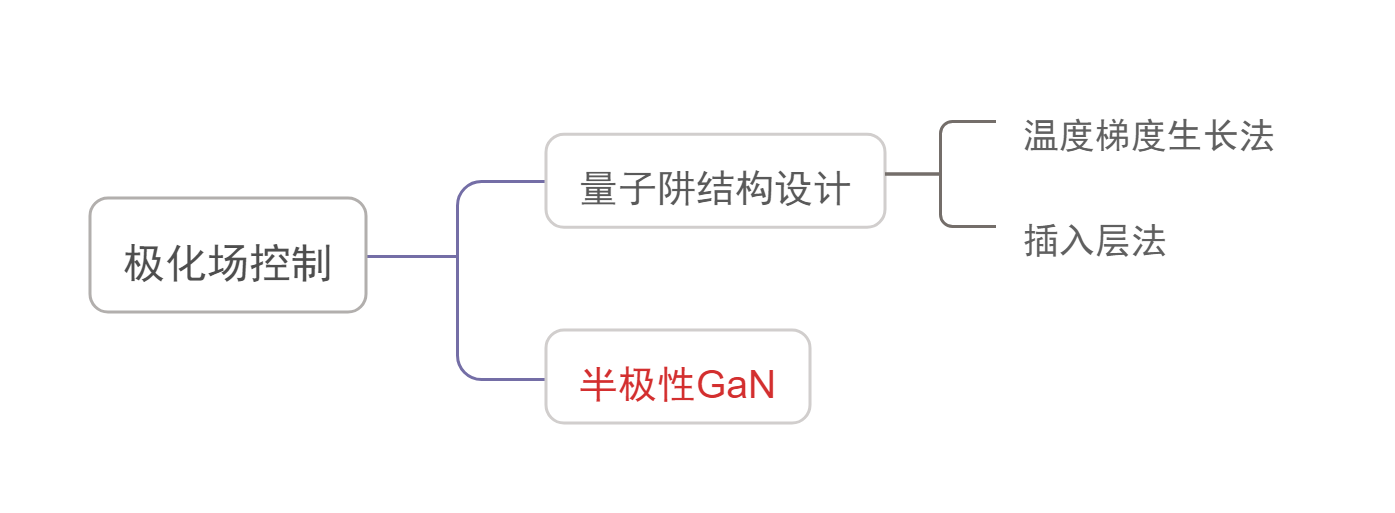 极化场控制
量子阱结构设计
温度梯度生长法
插入层法
半极性GaN